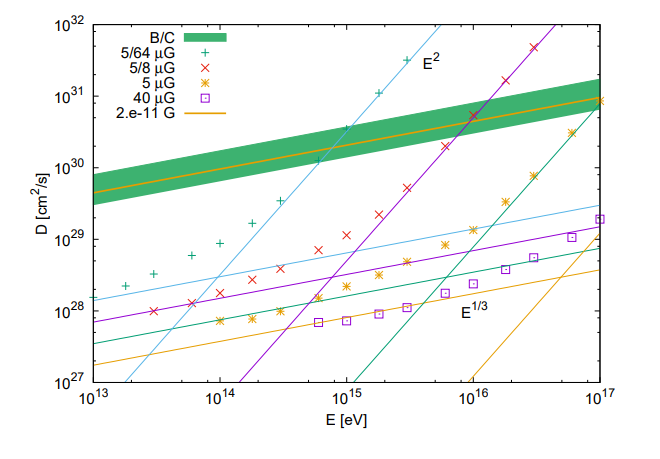 10^32
10^31
10^30
10^29
10^28
10^27
D [cm^2/s]
B/C
5/64 µG
5/8 µG
5 µG
40 µG
2.e-11 G
E^2
E^1/3
10^13
10^14
10^15
10^16
10^17
E [eV]